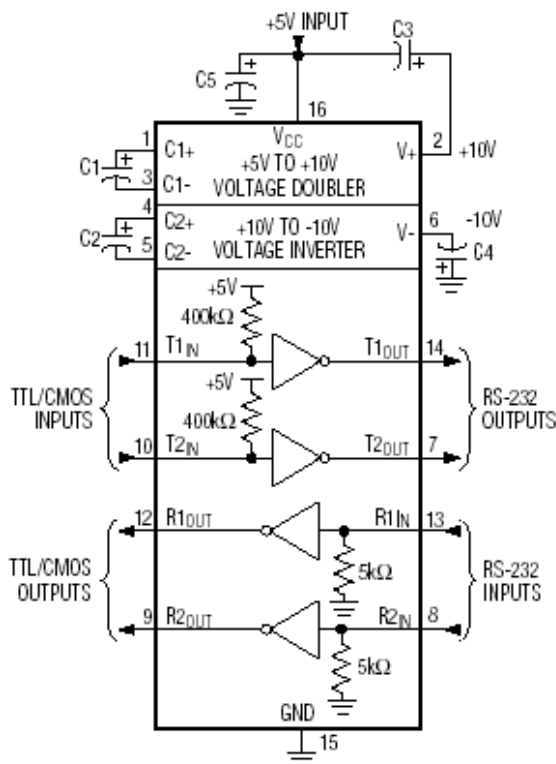 +5V INPUT
C3
C5
+
+
16
1
C1+
VCC
V+
2
+10V
C1
+
+5V TO +10V
3
C1-
VOLTAGE DOUBLER
4
C2+
+10V TO -10V
V-
6
-10V
C2
+
5
C2-
VOLTAGE INVERTER
C4
+
+5V
400kΩ
11
T1IN
T1OUT
14
TTL/CMOS
INPUTS
+5V
400kΩ
RS-232
OUTPUTS
10
T2IN
T2OUT
7
12
R1OUT
R1IN
13
TTL/CMOS
OUTPUTS
5kΩ
RS-232
INPUTS
9
R2OUT
R2IN
8
5kΩ
GND
15